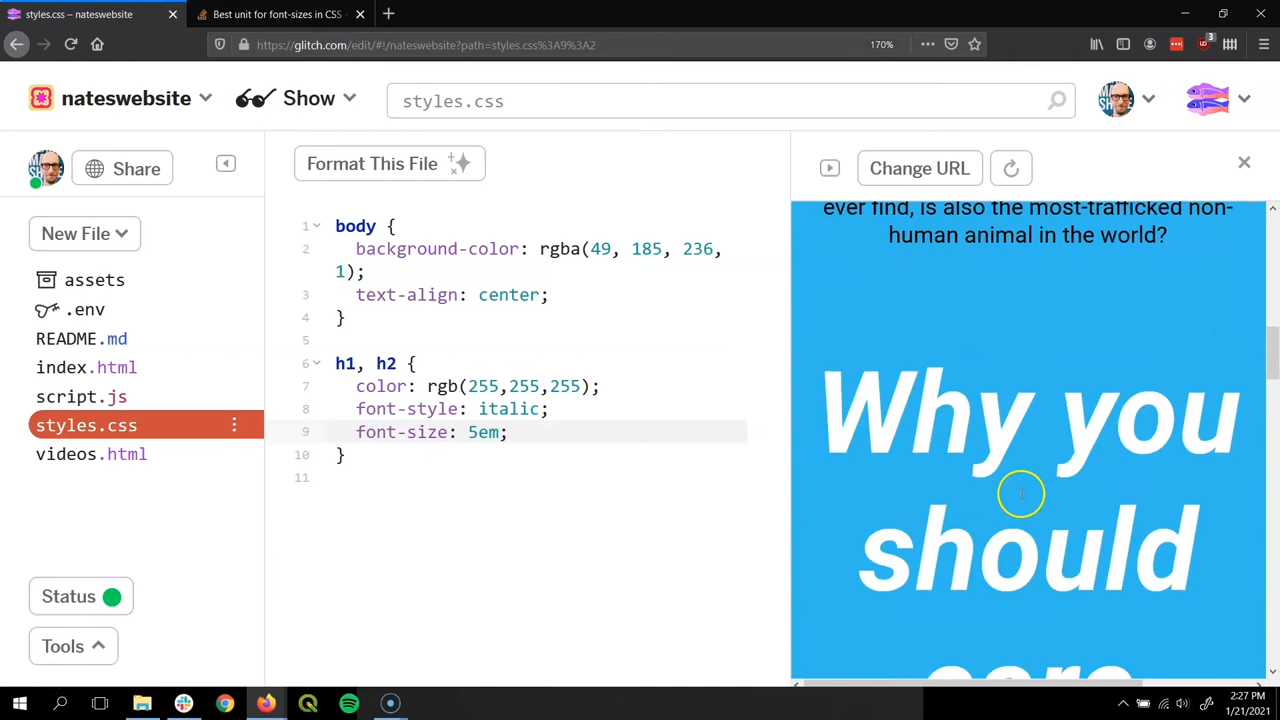 styles.css – nateswebsite
Best unit for font-sizes in CSS -
https://glitch.com/edit/#!/nateswebsite?path=styles.css%3A9%3A2
170%
3
nateswebsite
Show
styles.css
Share
Format This File
Change URL
New File
assets
.env
README.md
index.html
script.js
styles.css
videos.html
Status
Tools
1 body {
2 background-color: rgba(49, 185, 236,
1);
3 text-align: center;
4 }
5
6 h1, h2 {
7 color: rgb(255,255,255);
8 font-style: italic;
9 font-size: 5em;
10 }
11
ever find, is also the most-trafficked non-
human animal in the world?
Why you
should
2:27 PM
1/21/2021